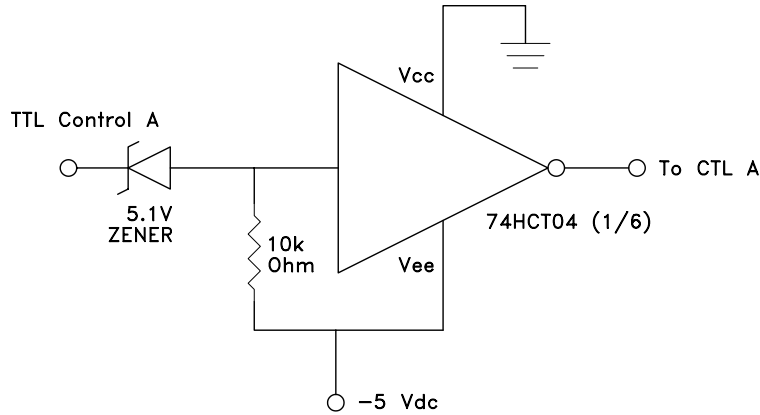 Vcc
TTL Control A
To CTL A
5.1V
ZENER
74HCT04 (1/6)
10k
Ohm
Vee
-5 Vdc